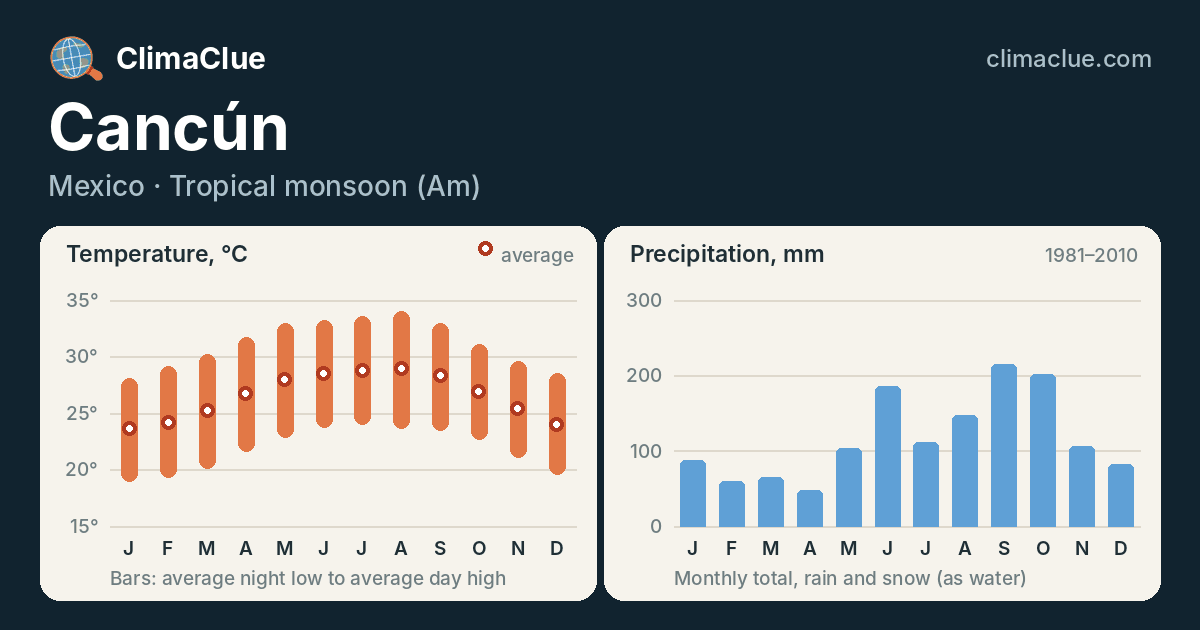 ClimaClue
climaclue.com
Cancún
Mexico · Tropical monsoon (Am)
Temperature, °C
average
35°
30°
25°
20°
15°
J F M A M J J A S O N D
Bars: average night low to average day high
Precipitation, mm
1981–2010
300
200
100
0
J F M A M J J A S O N D
Monthly total, rain and snow (as water)